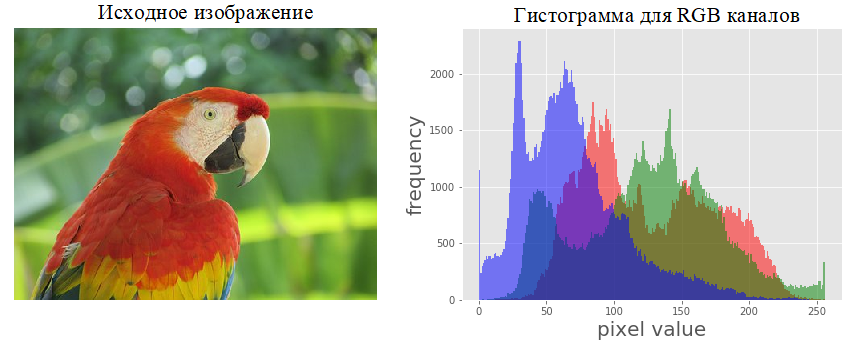 Исходное изображение
Гистограмма для RGB каналов
frequency
2000
1500
1000
500
0
0 50 100 150 200 250
pixel value